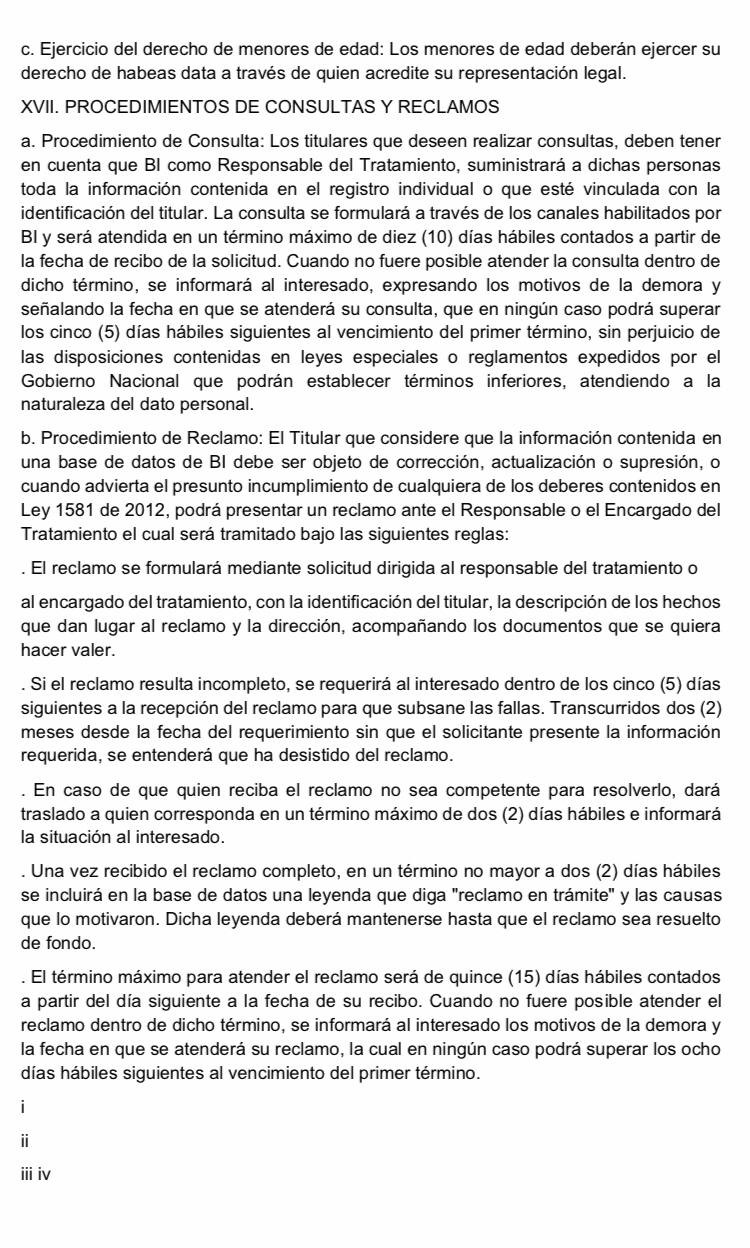 c. Ejercicio del derecho de menores de edad: Los menores de edad deberán ejercer su
derecho de habeas data a través de quien acredite su representación legal.
XVII. PROCEDIMIENTOS DE CONSULTAS Y RECLAMOS
a. Procedimiento de Consulta: Los titulares que deseen realizar consultas, deben tener
en cuenta que BI como Responsable del Tratamiento, suministrará a dichas personas
toda la información contenida en el registro individual o que esté vinculada con la
identificación del titular. La consulta se formulará a través de los canales habilitados por
BI y será atendida en un término máximo de diez (10) días hábiles contados a partir de
la fecha de recibo de la solicitud. Cuando no fuere posible atender la consulta dentro de
dicho término, se informará al interesado, expresando los motivos de la demora y
señalando la fecha en que se atenderá su consulta, que en ningún caso podrá superar
los cinco (5) días hábiles siguientes al vencimiento del primer término, sin perjuicio de
las disposiciones contenidas en leyes especiales o reglamentos expedidos por el
Gobierno Nacional que podrán establecer términos inferiores, atendiendo a la
naturaleza del dato personal.
b. Procedimiento de Reclamo: El Titular que considere que la información contenida en
una base de datos de BI debe ser objeto de corrección, actualización o supresión, o
cuando advierta el presunto incumplimiento de cualquiera de los deberes contenidos en
Ley 1581 de 2012, podrá presentar un reclamo ante el Responsable o el Encargado del
Tratamiento el cual será tramitado bajo las siguientes reglas:
. El reclamo se formulará mediante solicitud dirigida al responsable del tratamiento o
al encargado del tratamiento, con la identificación del titular, la descripción de los hechos
que dan lugar al reclamo y la dirección, acompañando los documentos que se quiera
hacer valer.
. Si el reclamo resulta incompleto, se requerirá al interesado dentro de los cinco (5) días
siguientes a la recepción del reclamo para que subsane las fallas. Transcurridos dos (2)
meses desde la fecha del requerimiento sin que el solicitante presente la información
requerida, se entenderá que ha desistido del reclamo.
. En caso de que quien reciba el reclamo no sea competente para resolverlo, dará
traslado a quien corresponda en un término máximo de dos (2) días hábiles e informará
la situación al interesado.
. Una vez recibido el reclamo completo, en un término no mayor a dos (2) días hábiles
se incluirá en la base de datos una leyenda que diga "reclamo en trámite" y las causas
que lo motivaron. Dicha leyenda deberá mantenerse hasta que el reclamo sea resuelto
de fondo.
. El término máximo para atender el reclamo será de quince (15) días hábiles contados
a partir del día siguiente a la fecha de su recibo. Cuando no fuere posible atender el
reclamo dentro de dicho término, se informará al interesado los motivos de la demora y
la fecha en que se atenderá su reclamo, la cual en ningún caso podrá superar los ocho
días hábiles siguientes al vencimiento del primer término.
i
ii
iii iv